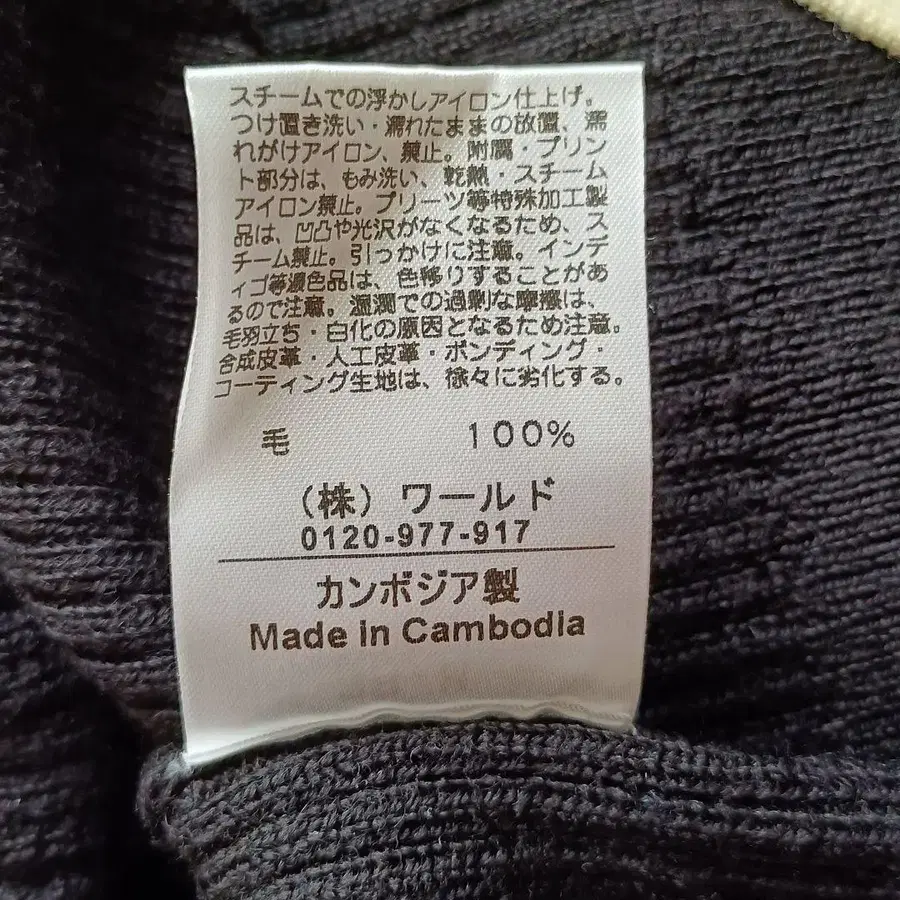 スチームでの浮かしアイロン仕上げ。
つけ置き洗い・濡れたままの放置、濡
れがけアイロン、禁止。附属・プリン
ト部分は、もみ洗い、乾熱・スチーム
アイロン禁止。プリーツ等特殊加工製
品は、凹凸や光沢がなくなるため、ス
チーム禁止。引っかけに注意。インデ
ィゴ等濃色品は、色移りすることがあ
るので注意。湿潤での過剰な摩擦は、
毛羽立ち・白化の原因となるため注意。
合成皮革・人工皮革・ボンディング・
コーティング生地は、徐々に劣化する。
毛 100%
（株）ワールド
0120-977-917
カンボジア製
Made in Cambodia